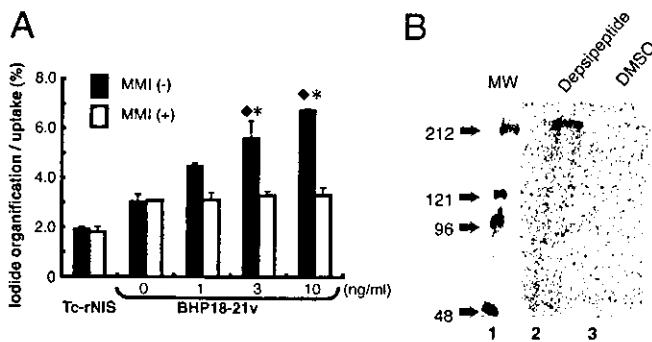 A
Iodide organification / uptake (%)
8.0
6.0
4.0
2.0
0
MMI (-)
MMI (+)
◆*
◆*
0 1 3 10 (ng/ml)
Tc-rNIS BHP18-21v
B
MW Depsipeptide DMSO
212
121
96
48
1 2 3